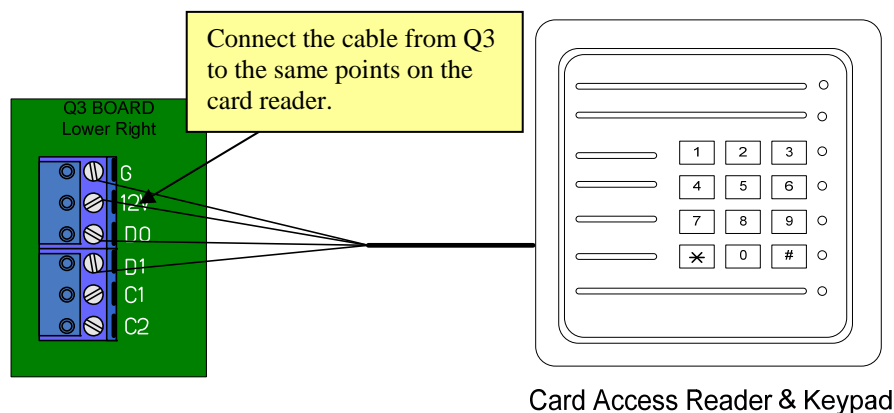 Connect the cable from Q3
to the same points on the
card reader.
Q3 BOARD
Lower Right
G
12V
D0
D1
C1
C2
1 2 3
4 5 6
7 8 9
* 0 #
Card Access Reader & Keypad